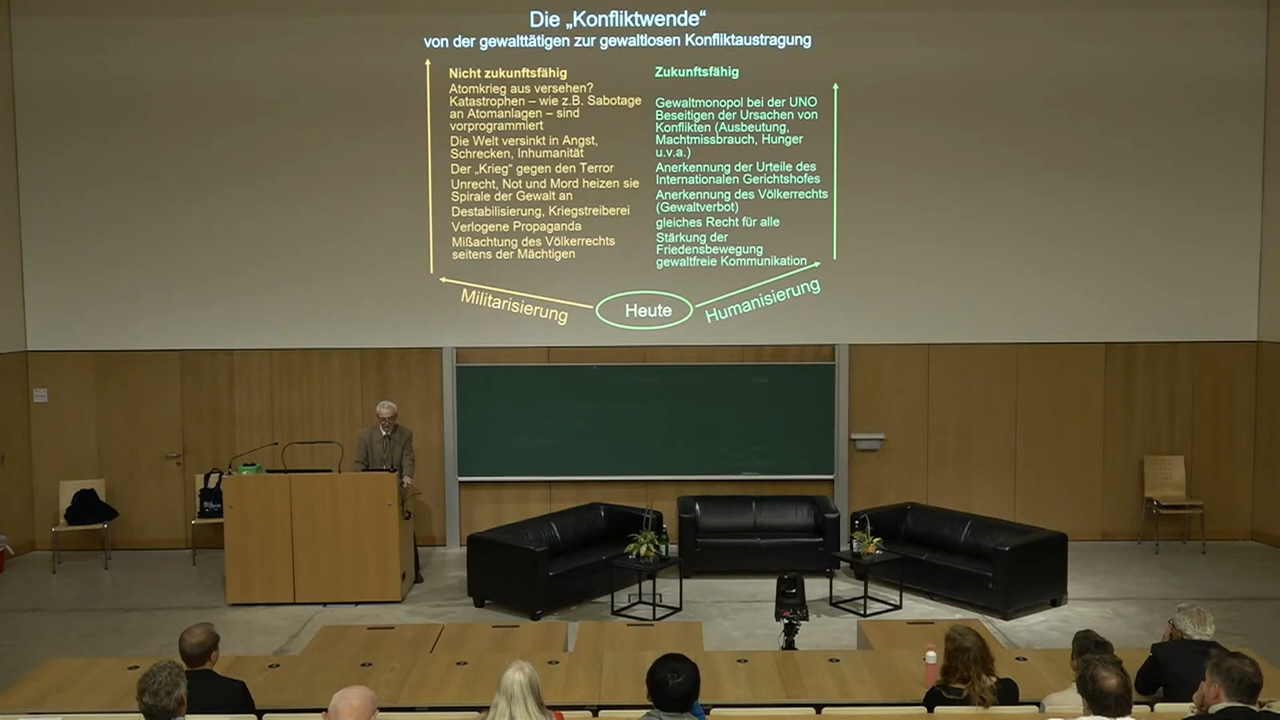 Die „Konfliktwende“
von der gewalttätigen zur gewaltlosen Konfliktaustragung
Nicht zukunftsfähig
Atomkrieg aus versehen?
Katastrophen – wie z.B. Sabotage
an Atomanlagen – sind
vorprogrammiert
Die Welt versinkt in Angst,
Schrecken, Inhumanität
Der „Krieg“ gegen den Terror
Unrecht, Not und Mord heizen sie
Spirale der Gewalt an
Destabilisierung, Kriegstreiberei
Verlogene Propaganda
Mißachtung des Völkerrechts
seitens der Mächtigen
Zukunftsfähig
Gewaltmonopol bei der UNO
Beseitigen der Ursachen von
Konflikten (Ausbeutung,
Machtmissbrauch, Hunger
u.v.a.)
Anerkennung der Urteile des
Internationalen Gerichtshofes
Anerkennung des Völkerrechts
(Gewaltverbot)
gleiches Recht für alle
Stärkung der
Friedensbewegung
gewaltfreie Kommunikation
Militarisierung
Heute
Humanisierung